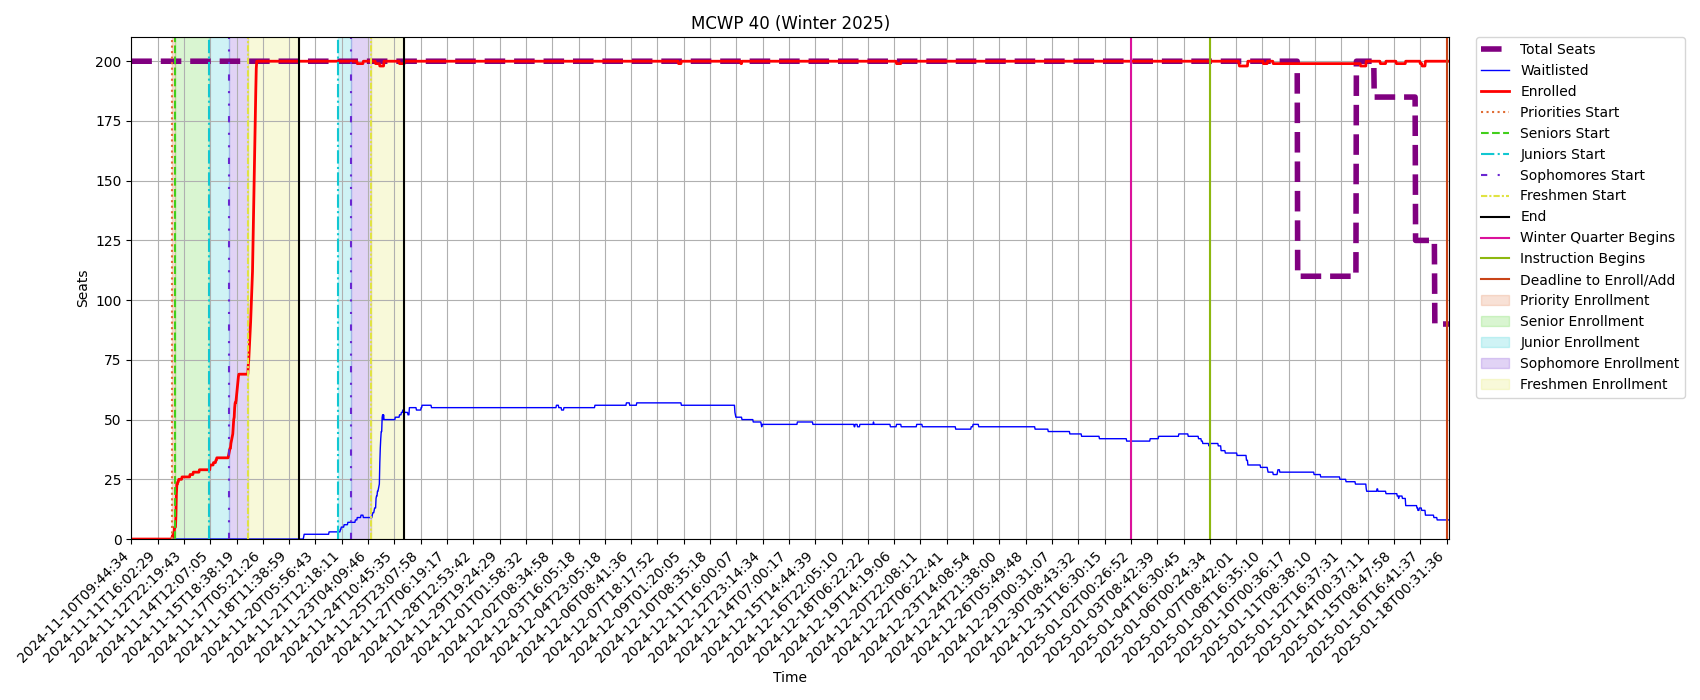 MCWP 40 (Winter 2025)
Seats
200
175
150
125
100
75
50
25
0
2024-11-10T09:44:34
2024-11-11T16:02:29
2024-11-12T22:19:43
2024-11-14T12:07:05
2024-11-15T18:38:19
2024-11-17T05:21:26
2024-11-18T11:38:59
2024-11-20T05:56:43
2024-11-21T12:18:11
2024-11-23T04:09:46
2024-11-24T10:45:35
2024-11-25T23:07:58
2024-11-27T06:19:17
2024-11-28T12:53:42
2024-11-29T19:24:29
2024-12-01T01:58:32
2024-12-02T08:34:58
2024-12-03T16:05:18
2024-12-04T23:05:18
2024-12-06T08:41:36
2024-12-07T18:17:52
2024-12-09T01:20:05
2024-12-10T08:35:18
2024-12-11T16:00:07
2024-12-12T23:14:34
2024-12-14T07:00:17
2024-12-15T14:44:39
2024-12-16T22:05:10
2024-12-18T06:22:22
2024-12-19T14:19:06
2024-12-20T22:08:11
2024-12-22T06:22:41
2024-12-23T14:08:54
2024-12-24T21:38:00
2024-12-26T05:49:48
2024-12-29T00:31:07
2024-12-30T08:43:32
2024-12-31T16:30:15
2025-01-02T00:26:52
2025-01-03T08:42:39
2025-01-04T16:30:45
2025-01-06T00:24:34
2025-01-07T08:42:01
2025-01-08T16:35:10
2025-01-10T00:36:17
2025-01-11T08:38:10
2025-01-12T16:37:31
2025-01-14T00:37:11
2025-01-15T08:47:58
2025-01-16T16:41:37
2025-01-18T00:31:36
Time
Total Seats
Waitlisted
Enrolled
Priorities Start
Seniors Start
Juniors Start
Sophomores Start
Freshmen Start
End
Winter Quarter Begins
Instruction Begins
Deadline to Enroll/Add
Priority Enrollment
Senior Enrollment
Junior Enrollment
Sophomore Enrollment
Freshmen Enrollment